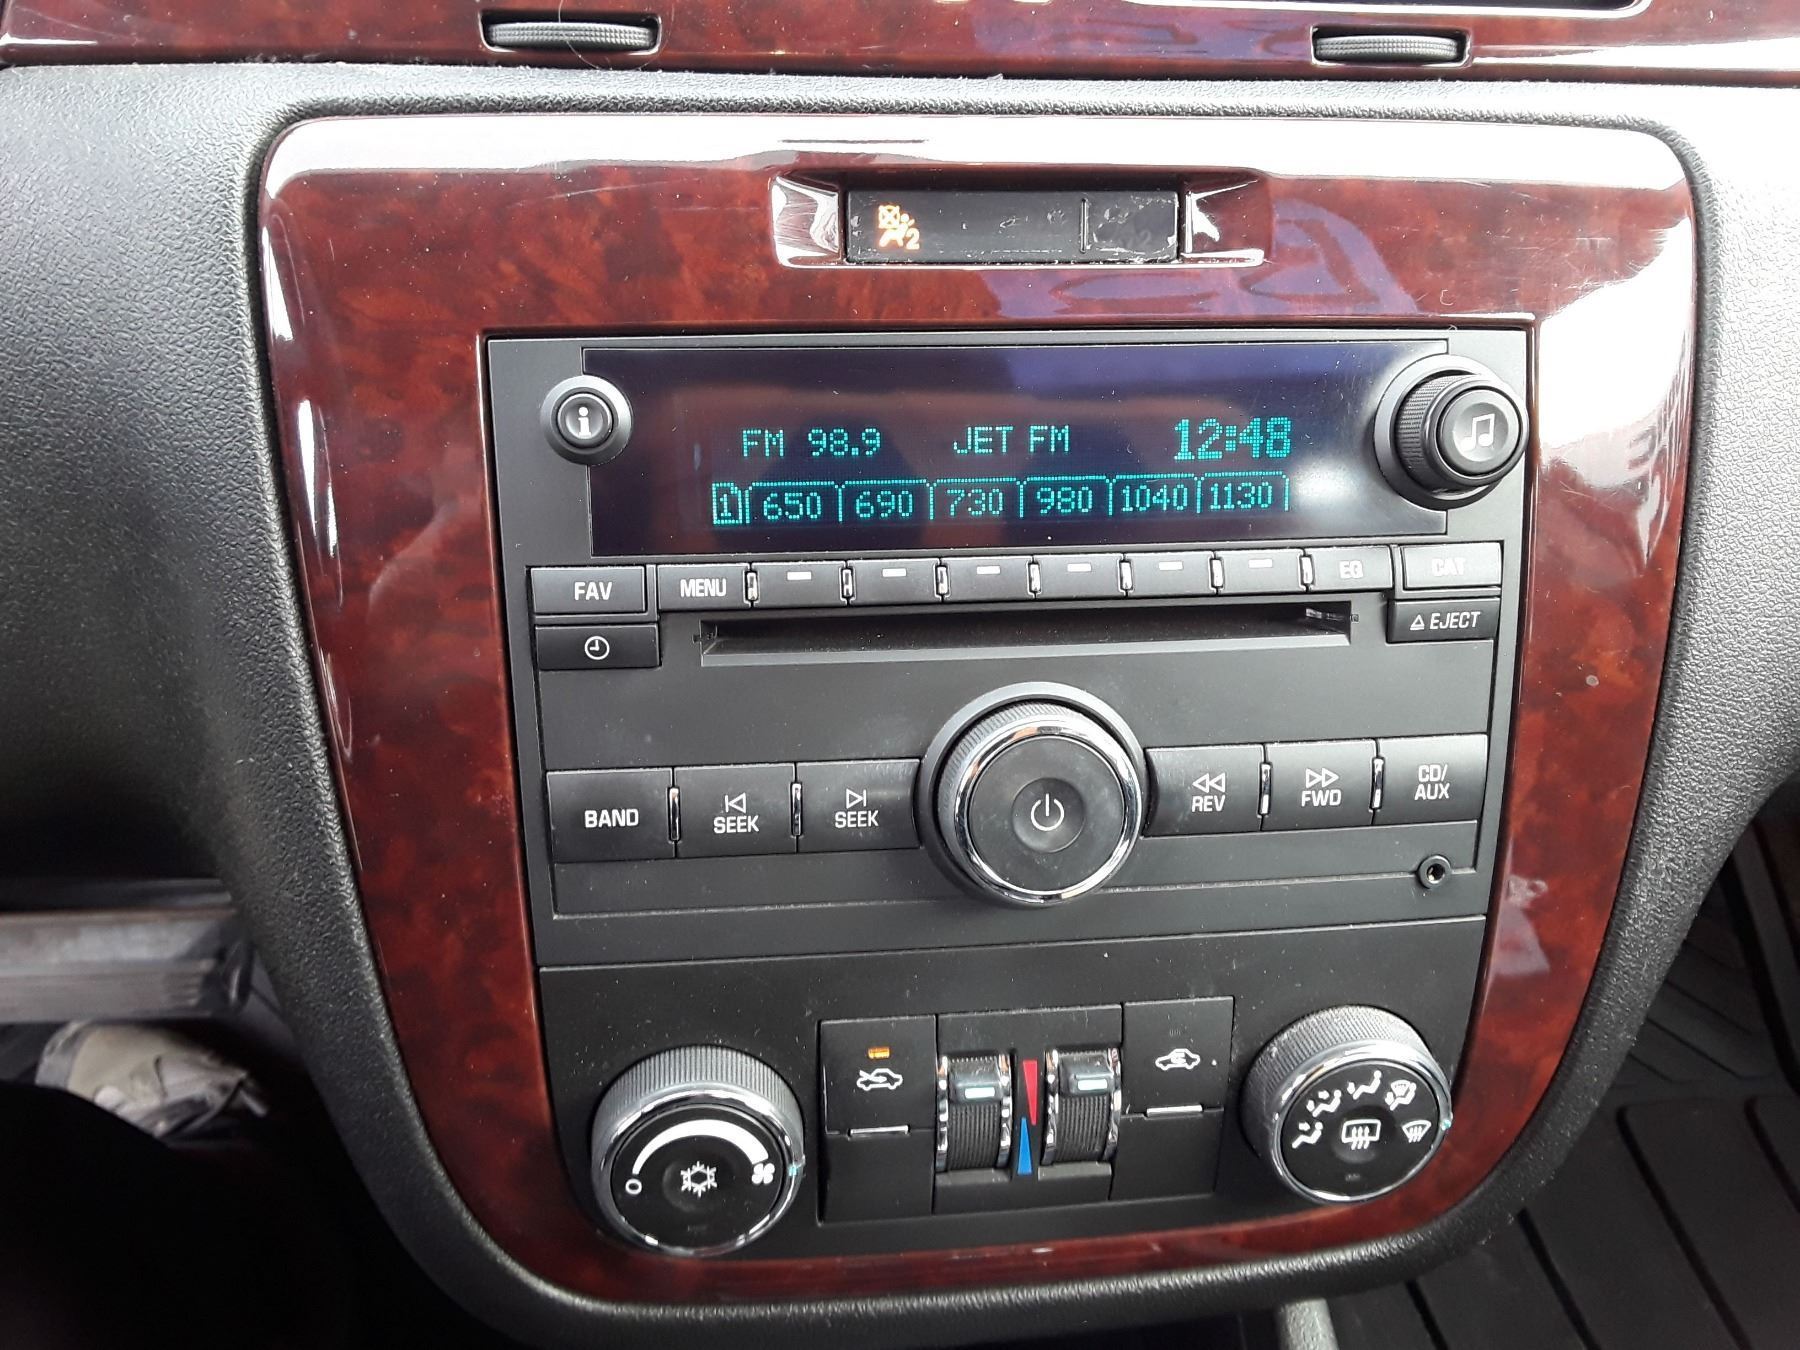 2
FM 98.9 JET FM 12:48
1 650 690 730 980 1040 1130
FAV MENU EQ CAT
EJECT
BAND SEEK SEEK REV FWD CD/
AUX